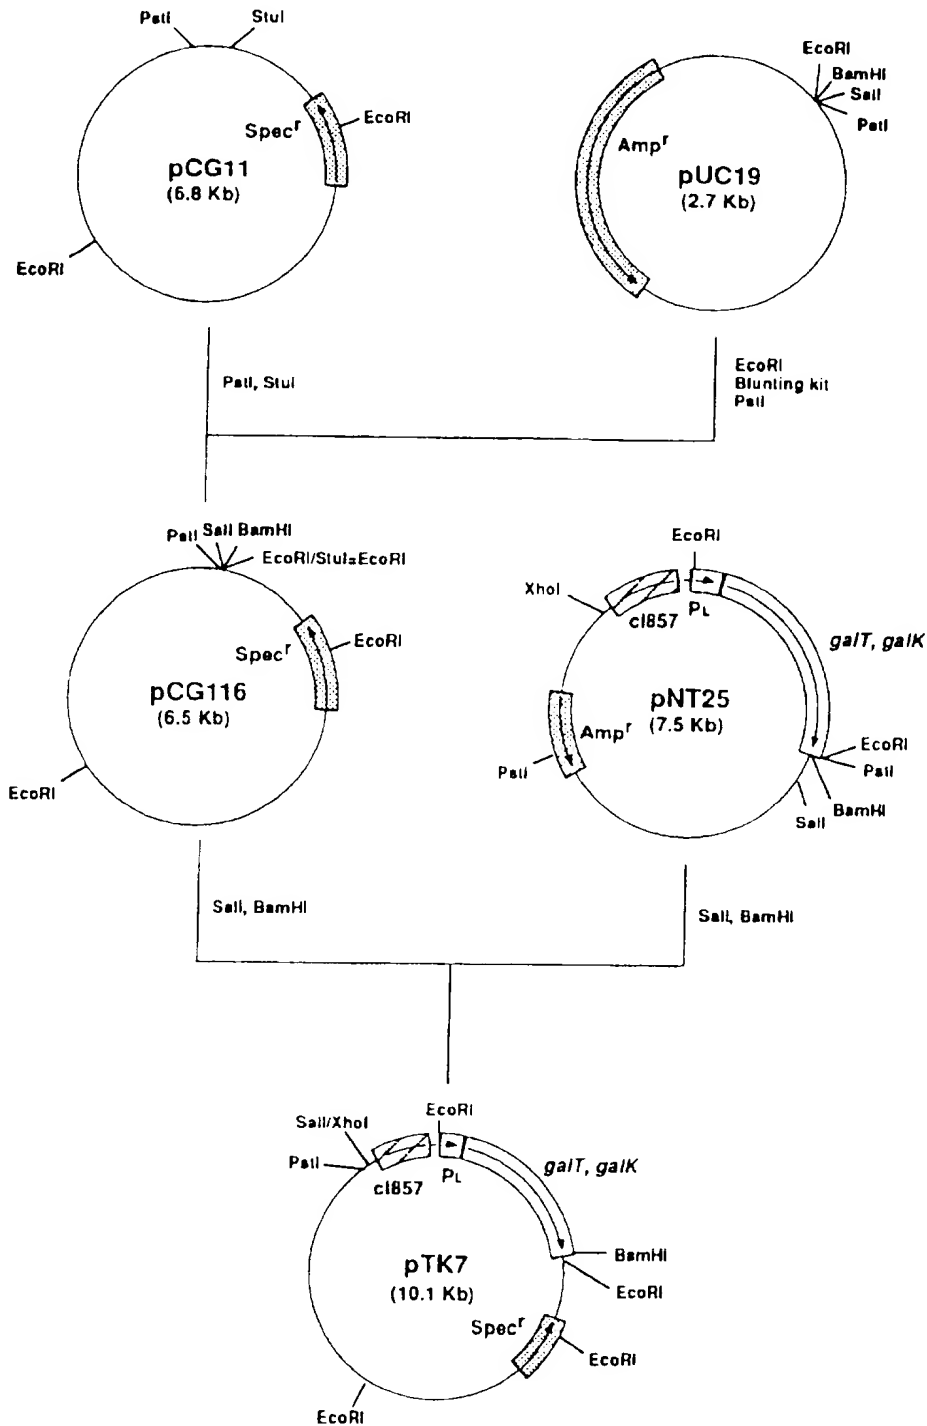 PstI StuI
EcoRI
Spec^r
pCG11
(6.8 Kb)
EcoRI
EcoRI
BamHI
SalI
PstI
Amp^r
pUC19
(2.7 Kb)
PstI, StuI
EcoRI
Blunting kit
PstI
PstI SalI BamHI
EcoRI/StuI=EcoRI
EcoRI
Spec^r
pCG116
(6.5 Kb)
EcoRI
EcoRI
XhoI
cI857
PL
galT, galK
pNT25
(7.5 Kb)
Amp^r
PstI
EcoRI
PstI
BamHI
SalI
SalI, BamHI
SalI, BamHI
EcoRI
SalI/XhoI
PstI
cI857
PL
galT, galK
pTK7
(10.1 Kb)
BamHI
EcoRI
Spec^r
EcoRI
EcoRI